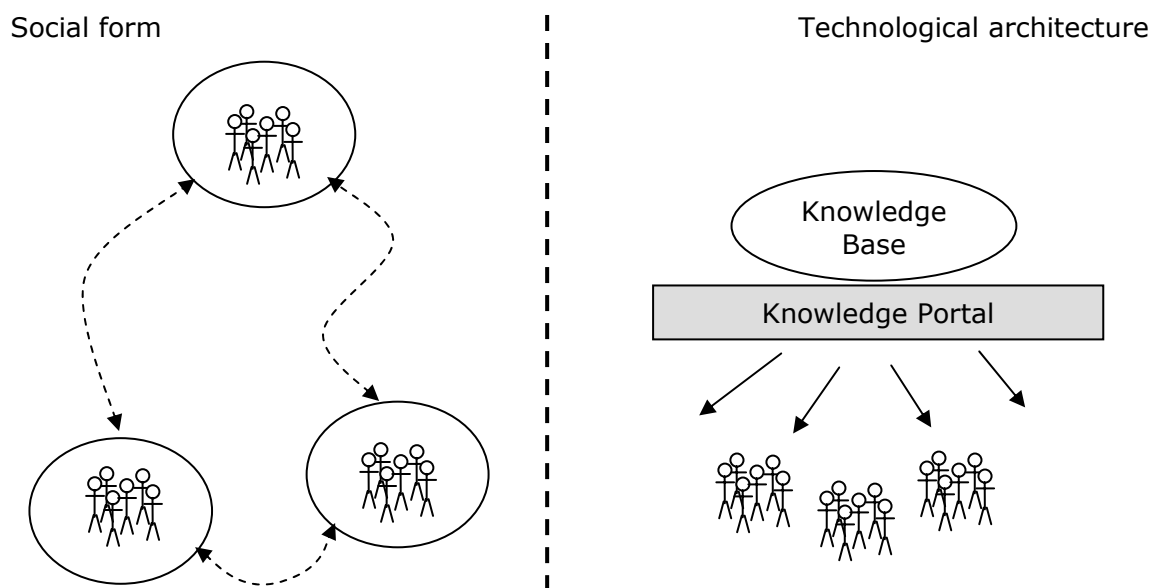 Social form
Technological architecture
Knowledge
Base
Knowledge Portal